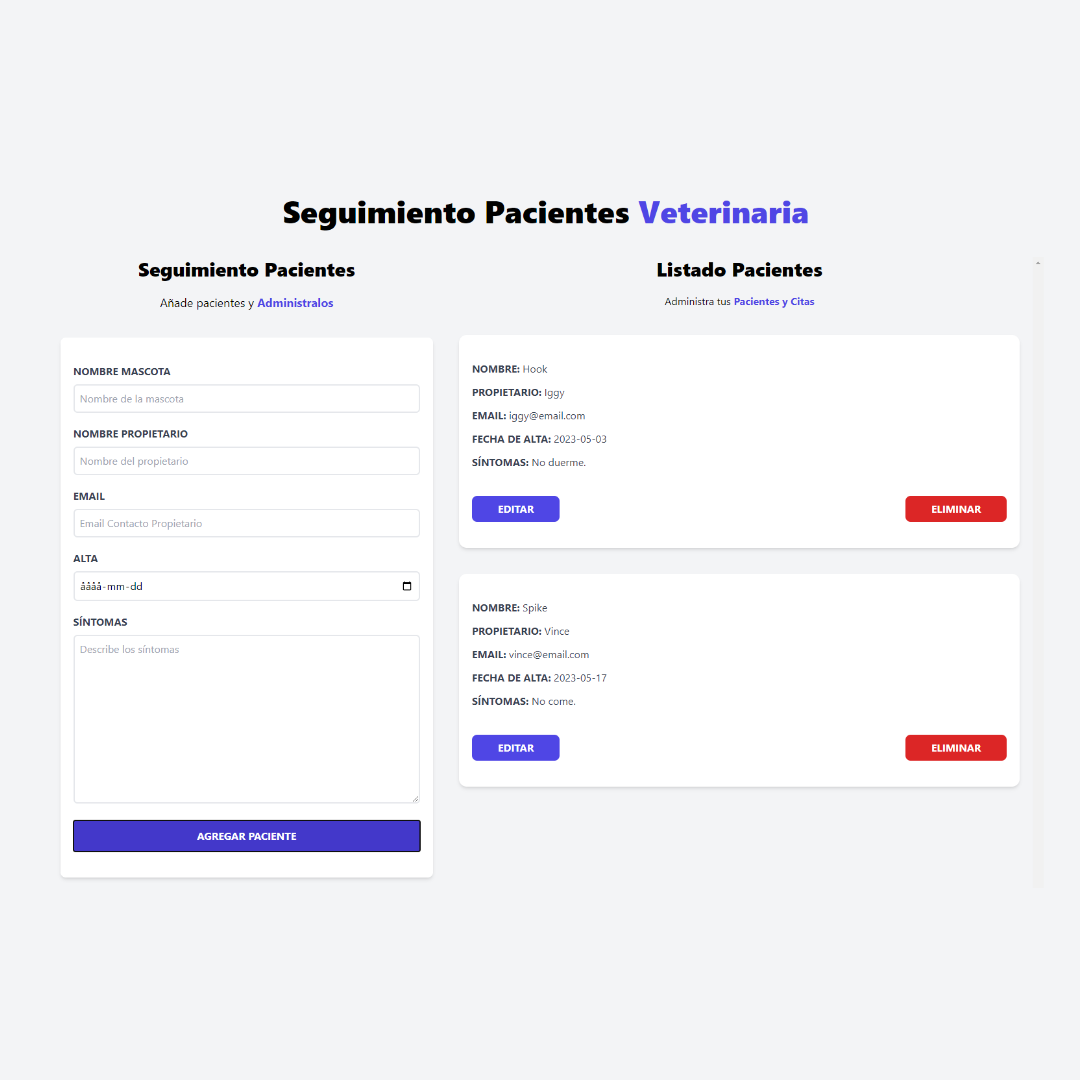 Seguimiento Pacientes Veterinaria
Seguimiento Pacientes
Añade pacientes y Administralos
NOMBRE MASCOTA
Nombre de la mascota
NOMBRE PROPIETARIO
Nombre del propietario
EMAIL
Email Contacto Propietario
ALTA
åååå-mm-dd
SÍNTOMAS
Describe los síntomas
AGREGAR PACIENTE
Listado Pacientes
Administra tus Pacientes y Citas
NOMBRE: Hook
PROPIETARIO: Iggy
EMAIL: iggy@email.com
FECHA DE ALTA: 2023-05-03
SÍNTOMAS: No duerme.
EDITAR
ELIMINAR
NOMBRE: Spike
PROPIETARIO: Vince
EMAIL: vince@email.com
FECHA DE ALTA: 2023-05-17
SÍNTOMAS: No come.
EDITAR
ELIMINAR